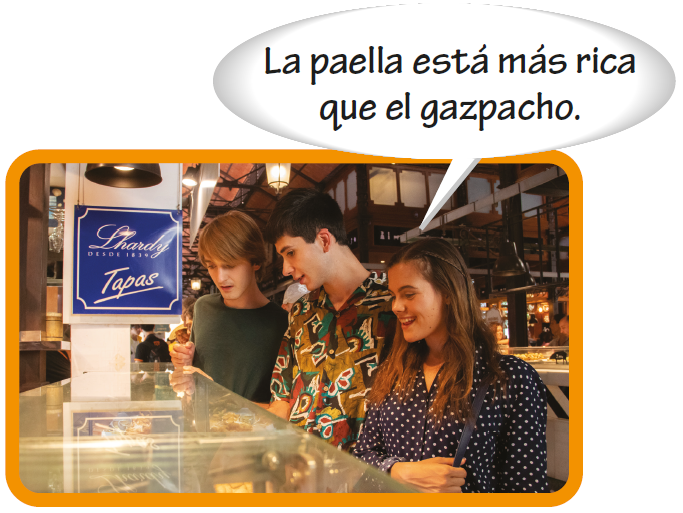 La paella está más rica
que el gazpacho.
Lhardy
DESDE 1839
Tapas